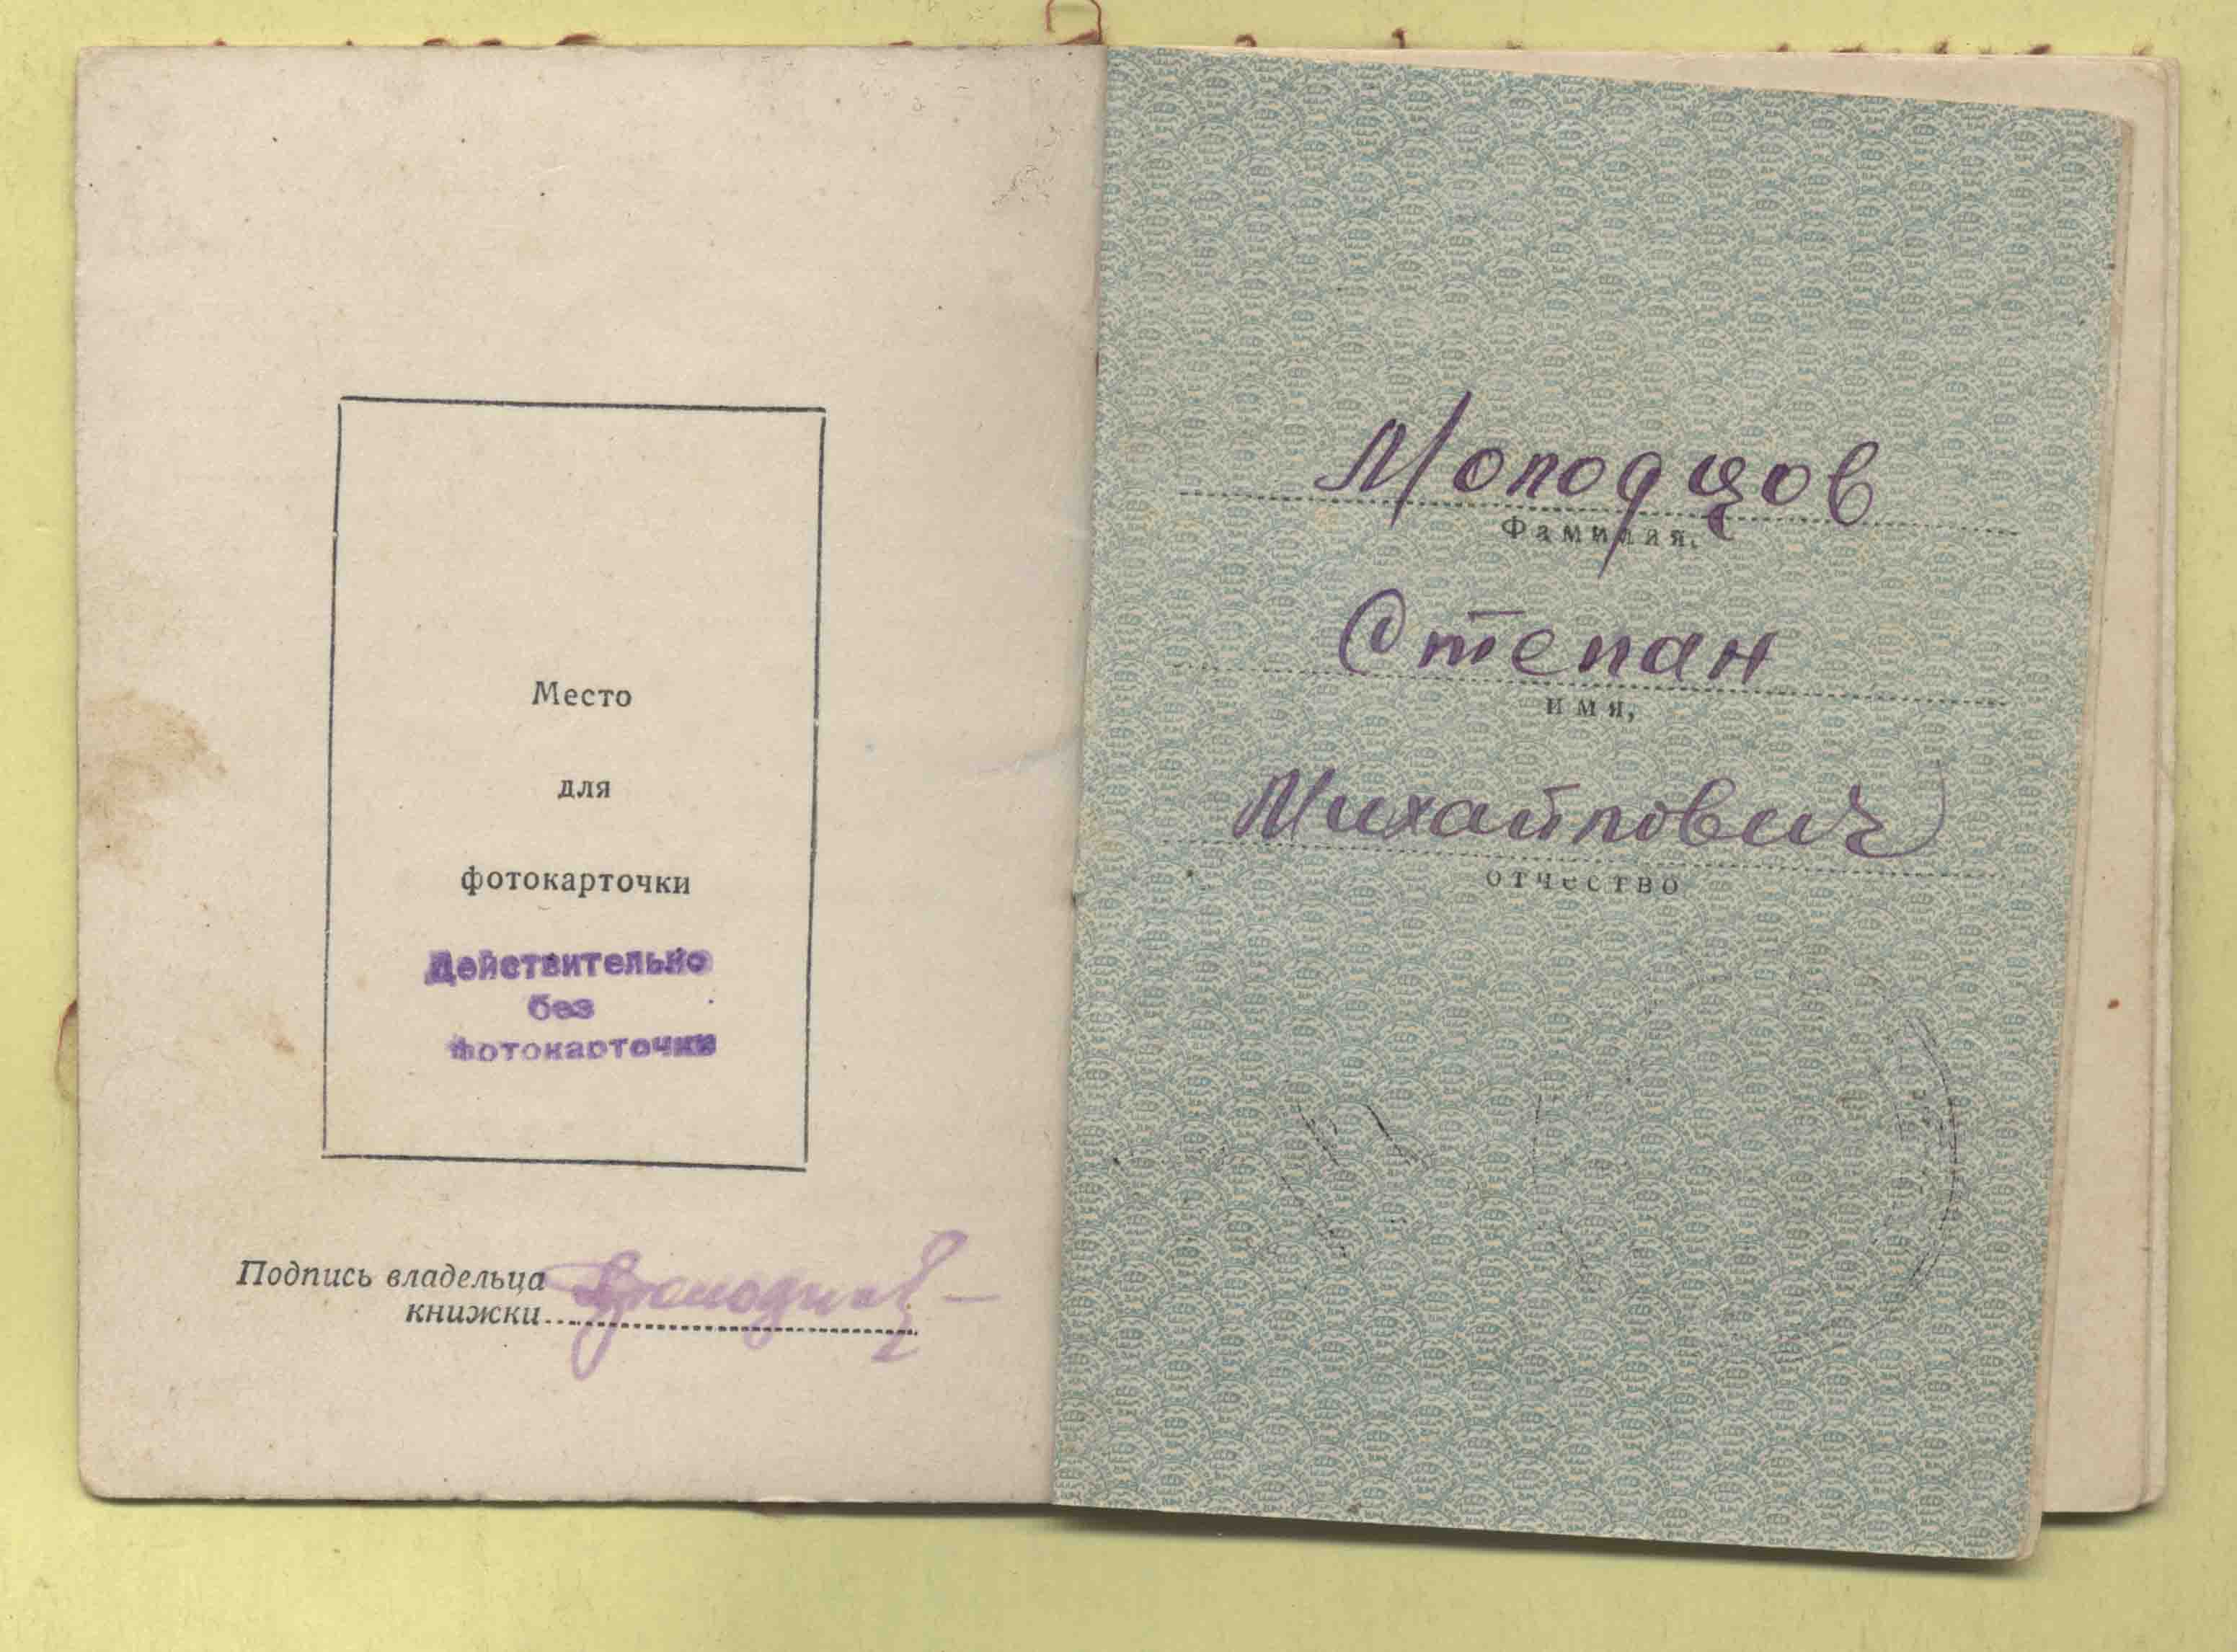 Место
для
фотокарточки
Действительно
без
фотокарточки
Подпись владельца
книжки
Молодцов
Фамилия,
Степан
имя,
Михайлович
отчество